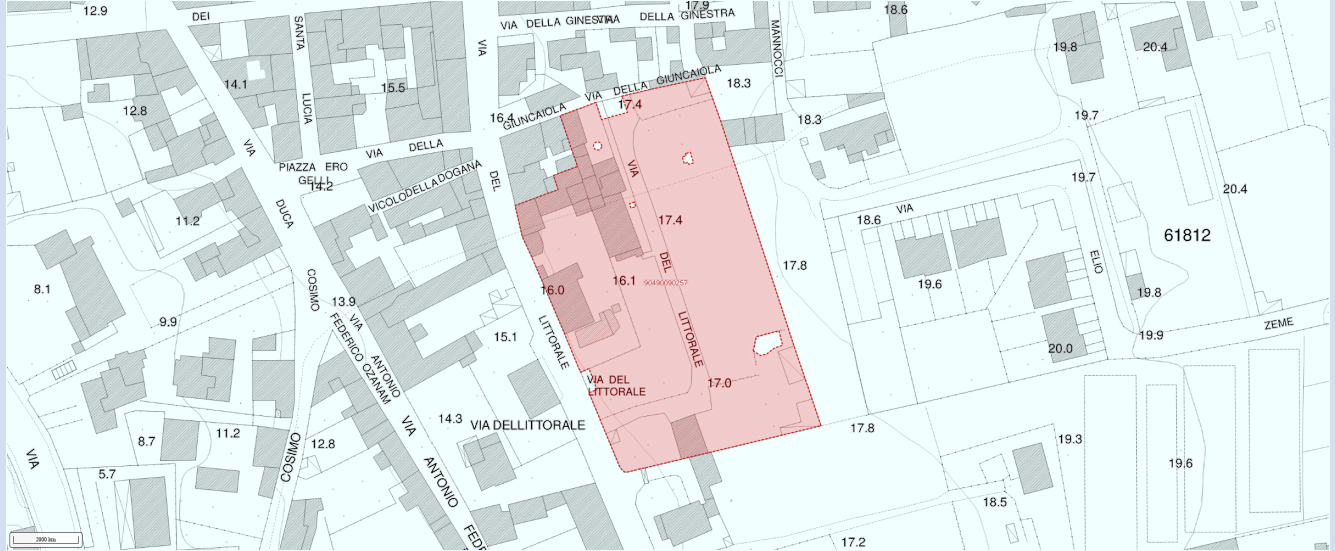 12.9
DEI
VIA DELLA GINESTRA
VIA
DELLA GINESTRA
17.9
18.6
SANTA
LUCIA
VIA
MANNOCCI
19.8
20.4
14.1
15.5
12.8
VIA DELLA GIUNCAIOLA
18.3
17.4
16.4
GIUNCAIOLA
18.3
19.7
VIA
VIA DELLA
PIAZZA ERO
GELLI
14.2
VICOLO DELLA DOGANA
DEL
VIA
19.7
20.4
DUCA
11.2
17.4
18.6
VIA
61812
DEL
17.8
ELIO
8.1
COSIMO
13.9
16.0
16.1
90490090257
19.6
19.8
9.9
VIA
FEDERICO OZANAM
ANTONIO
15.1
LITTORALE
LITTORALE
20.0
19.9
ZEME
VIA DEL
LITTORALE
17.0
14.3
VIA DELLITTORALE
17.8
19.3
8.7
11.2
12.8
COSIMO
VIA
VIA
5.7
ANTONIO
19.6
18.5
FEDE
17.2
2000 km